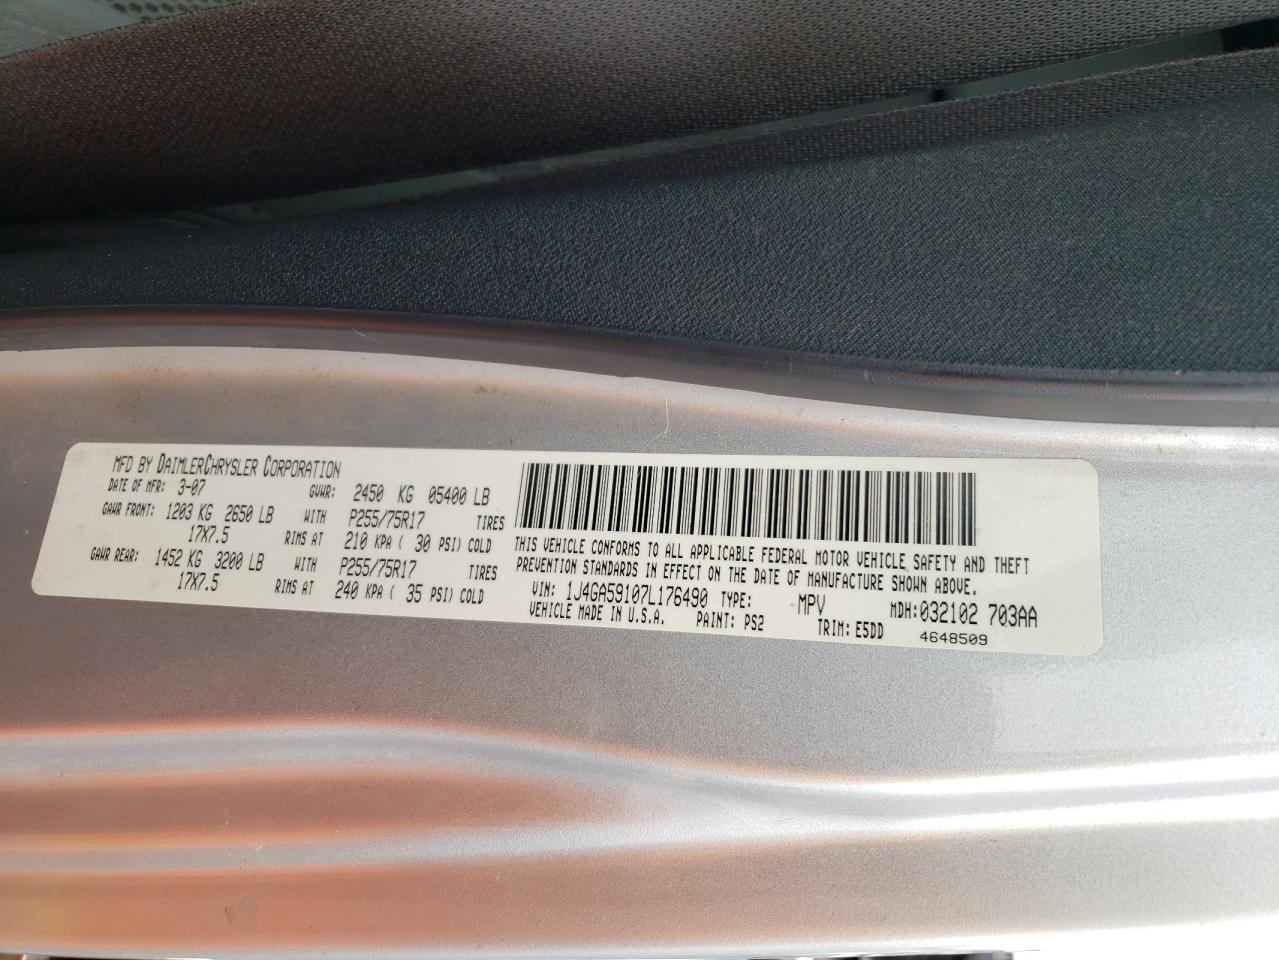 MFD BY DAIMLERCHRYSLER CORPORATION
DATE OF MFR: 3-07 GVWR: 2450 KG 05400 LB
GAWR FRONT: 1203 KG 2650 LB WITH P255/75R17 TIRES
17X7.5 RIMS AT 210 KPA ( 30 PSI) COLD
GAWR REAR: 1452 KG 3200 LB WITH P255/75R17 TIRES
17X7.5 RIMS AT 240 KPA ( 35 PSI) COLD
THIS VEHICLE CONFORMS TO ALL APPLICABLE FEDERAL MOTOR VEHICLE SAFETY AND THEFT
PREVENTION STANDARDS IN EFFECT ON THE DATE OF MANUFACTURE SHOWN ABOVE.
VIN: 1J4GA59107L176490 TYPE: MPV MDH:032102 703AA
VEHICLE MADE IN U.S.A. PAINT: PS2 TRIM: E5DD 4648509